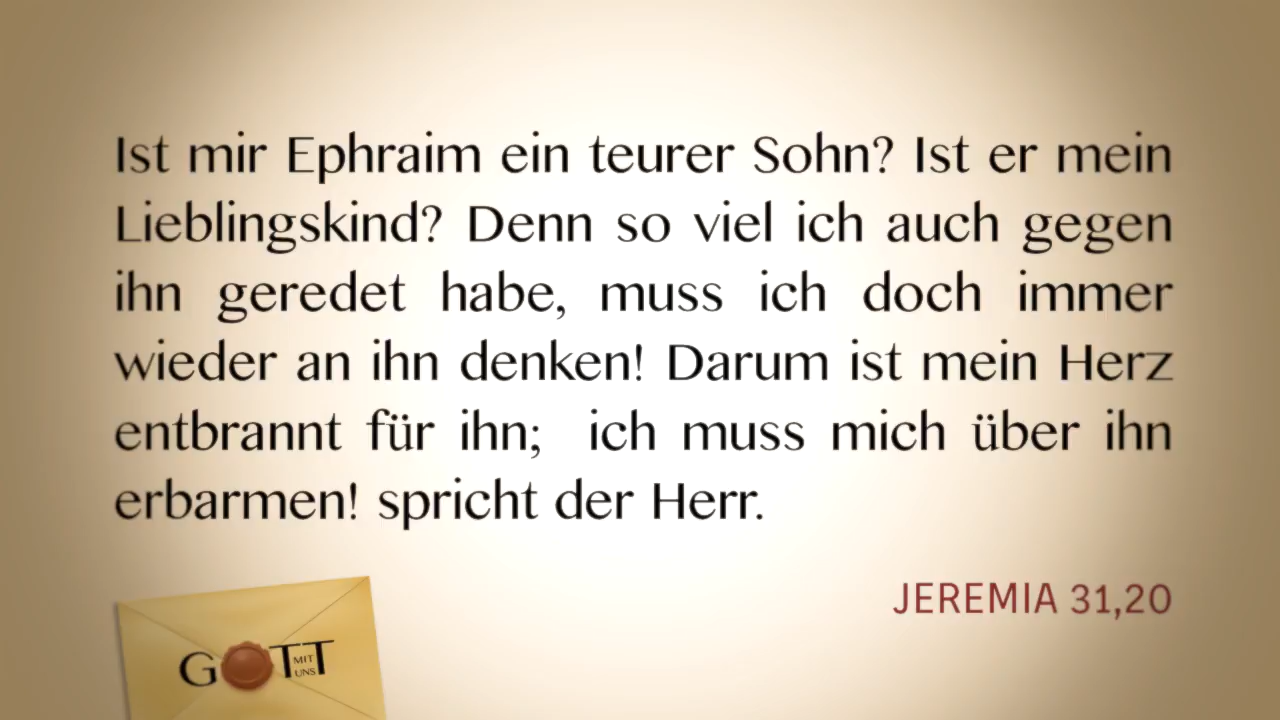 Ist mir Ephraim ein teurer Sohn? Ist er mein
Lieblingskind? Denn so viel ich auch gegen
ihn geredet habe, muss ich doch immer
wieder an ihn denken! Darum ist mein Herz
entbrannt für ihn; ich muss mich über ihn
erbarmen! spricht der Herr.
JEREMIA 31,20
GOTT
MIT
UNS